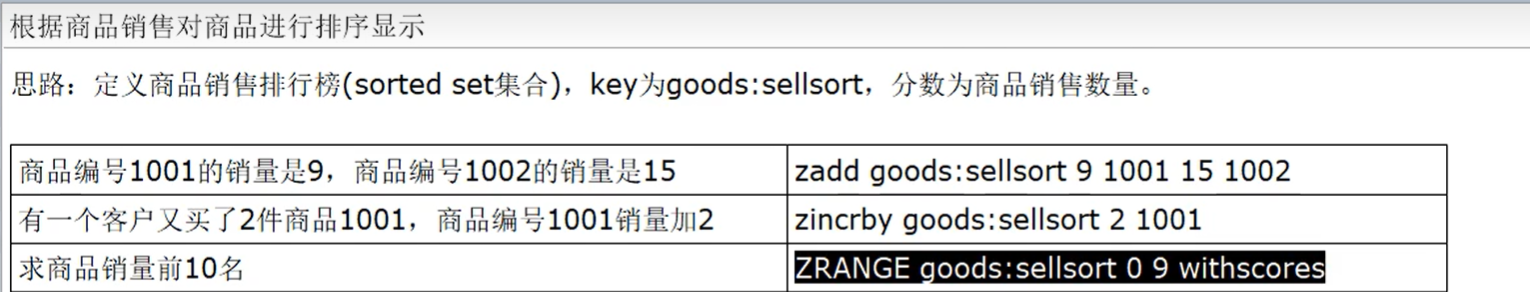 根据商品销售对商品进行排序显示
思路：定义商品销售排行榜(sorted set集合)，key为goods:sellsort，分数为商品销售数量。
商品编号1001的销量是9，商品编号1002的销量是15 zadd goods:sellsort 9 1001 15 1002
有一个客户又买了2件商品1001，商品编号1001销量加2 zincrby goods:sellsort 2 1001
求商品销量前10名 ZRANGE goods:sellsort 0 9 withscores